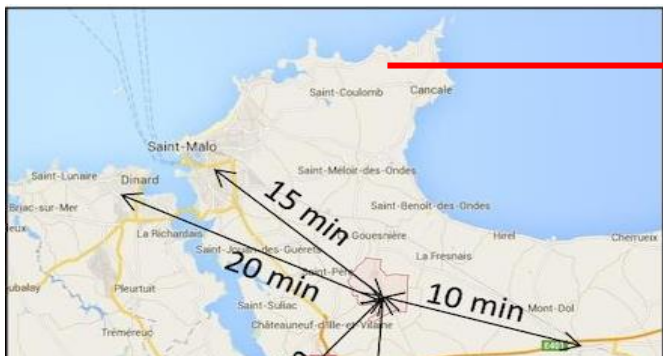 Saint-Coulomb
Cancale
Saint-Malo
Saint-Lunaire
Dinard
Saint-Méloir-des-Ondes
15 min
Briac-sur-Mer
Saint-Benoît-des-Ondes
La Richardais
Gouesnière
Hirel
Cherrueix
Saint-Jouan-des-Guérets
La Fresnais
20 min
Saint-Père
Pleurtuit
10 min
Saint-Suliac
Mont-Dol
Châteauneuf-d'Ille-et-Vilaine
Tréméreuc
E401